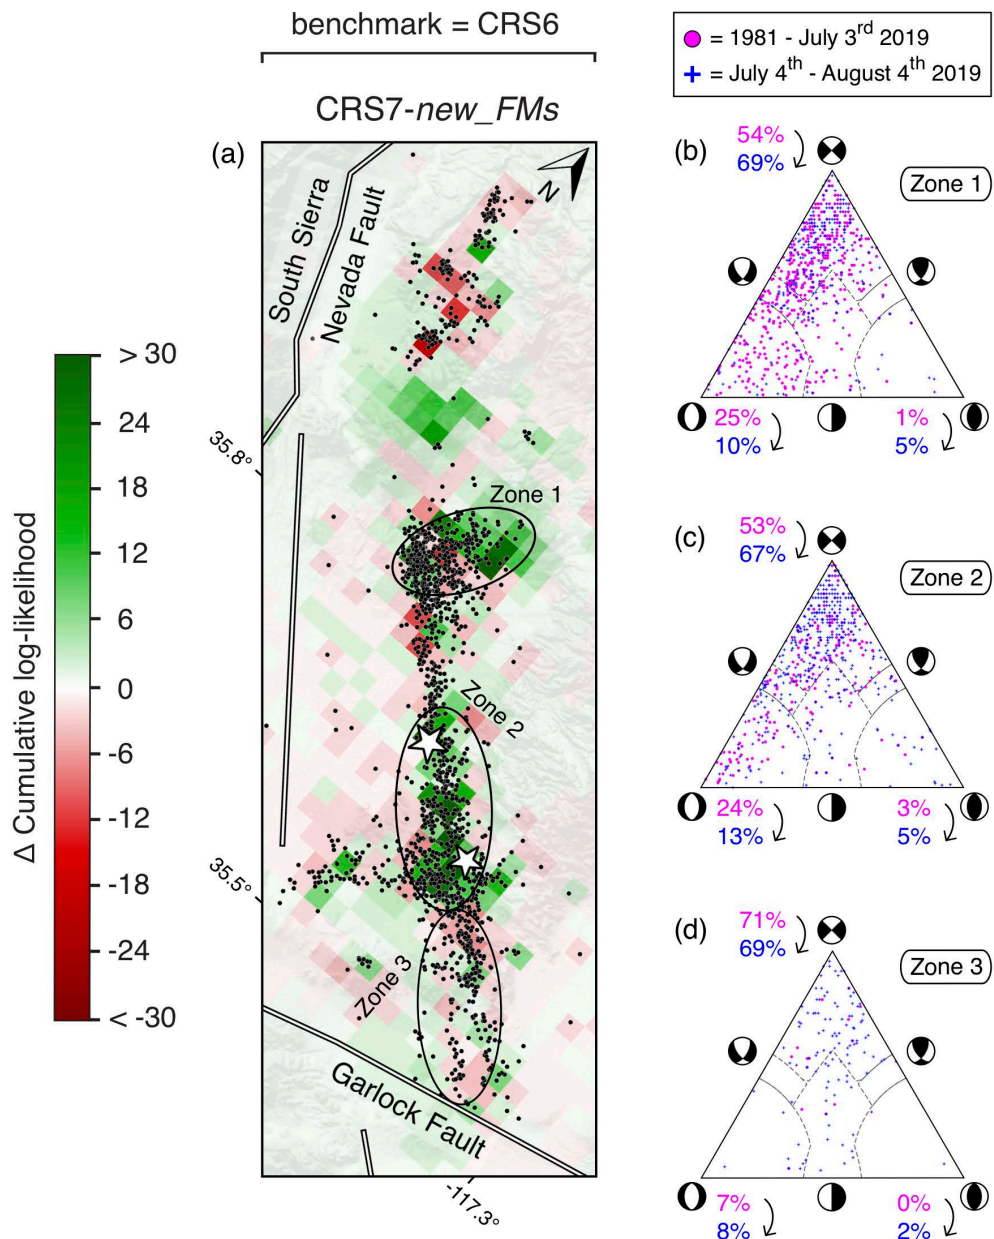 benchmark = CRS6
CRS7-new_FMs
(a)
N
South Sierra
Nevada Fault
35.8°
35.5°
-117.3°
Zone 1
Zone 2
Zone 3
Garlock Fault
Δ Cumulative log-likelihood
> 30
24
18
12
6
0
-6
-12
-18
-24
< -30
= 1981 - July 3rd 2019
= July 4th - August 4th 2019
(b)
54%
69%
Zone 1
25%
10%
1%
5%
(c)
53%
67%
Zone 2
24%
13%
3%
5%
(d)
71%
69%
Zone 3
7%
8%
0%
2%